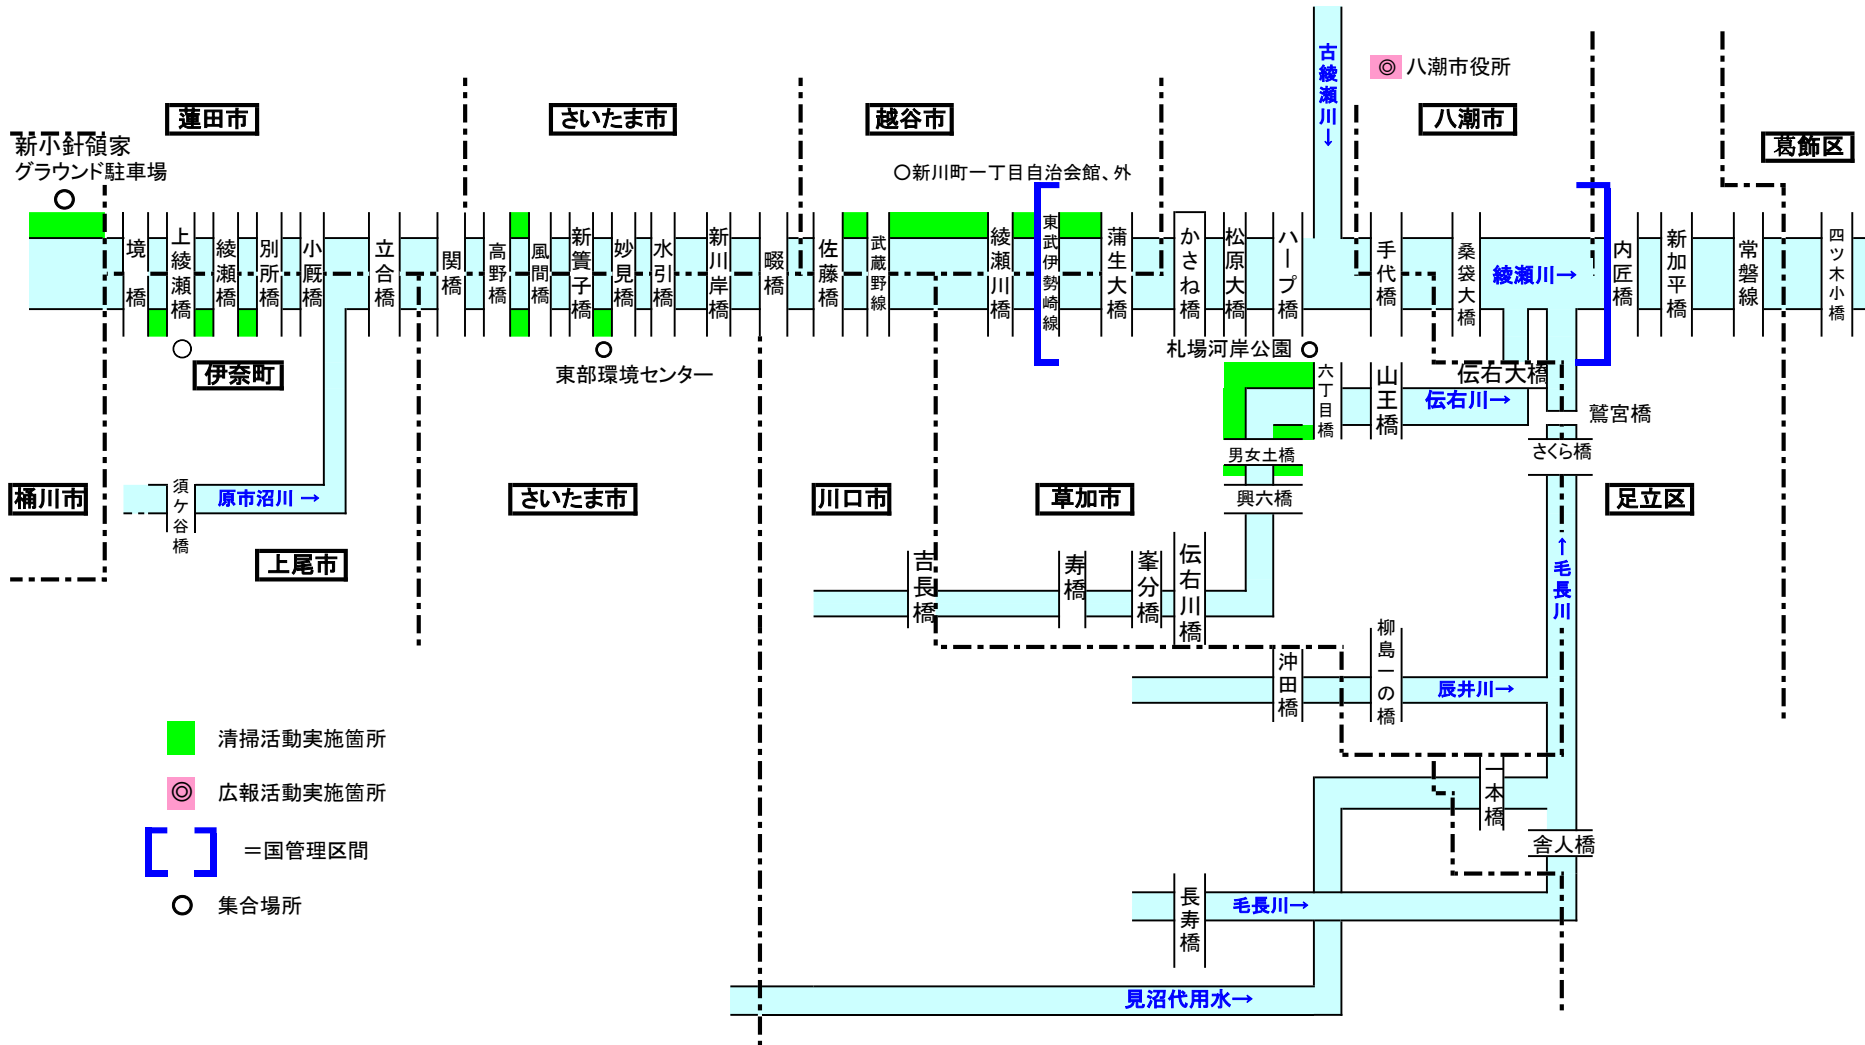 古綾瀬川↓
◎ 八潮市役所
蓮田市
さいたま市
越谷市
八潮市
葛飾区
新小針領家
グラウンド駐車場
○新川町一丁目自治会館、外
境橋
上綾瀬橋
綾瀬橋
別所橋
小厩橋
立合橋
関橋
高野橋
風間橋
新簀子橋
妙見橋
水引橋
新川岸橋
畷橋
佐藤橋
武蔵野線
綾瀬川橋
東武伊勢崎線
蒲生大橋
かさね橋
松原大橋
ハープ橋
手代橋
桑袋大橋
綾瀬川→
内匠橋
新加平橋
常磐線
四ツ木小橋
伊奈町
東部環境センター
札場河岸公園
六丁目橋
山王橋
伝右大橋
伝右川→
鷲宮橋
男女土橋
さくら橋
桶川市
須ケ谷橋
原市沼川→
さいたま市
川口市
草加市
興六橋
足立区
上尾市
吉長橋
寿橋
峯分橋
伝右川橋
↑毛長川
沖田橋
柳島一の橋
辰井川→
清掃活動実施箇所
◎ 広報活動実施箇所
一本橋
舎人橋
＝国管理区間
集合場所
長寿橋
毛長川→
見沼代用水→